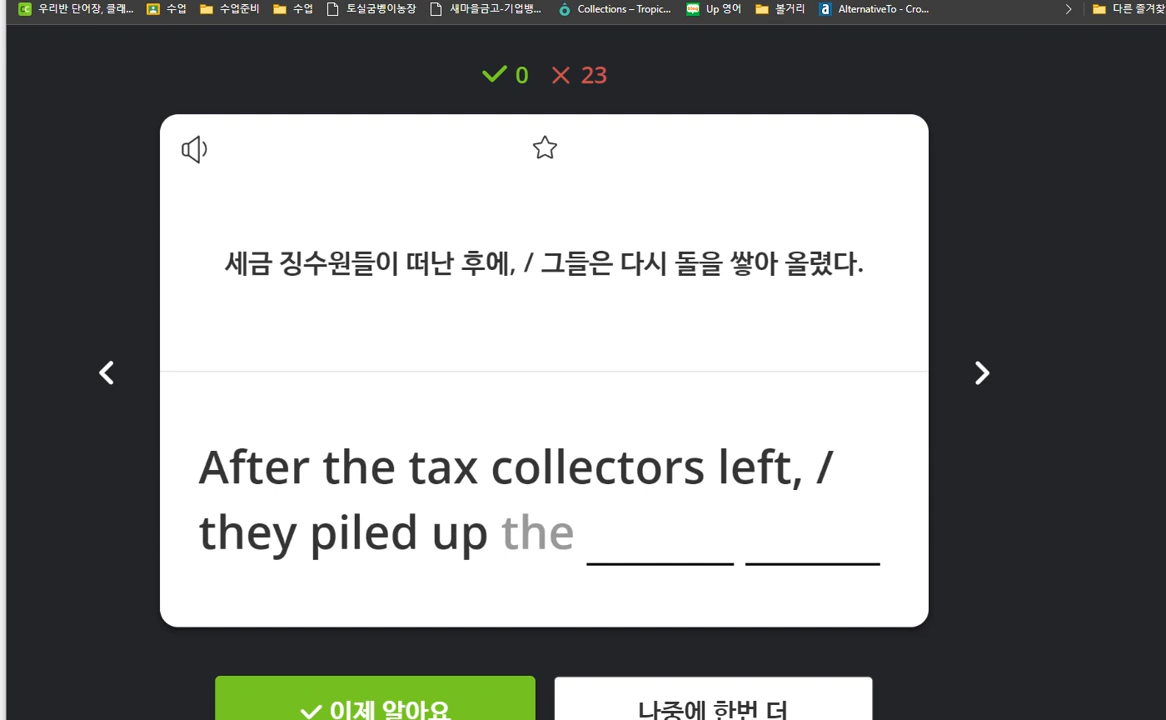 우리반 단어장, 클래... 수업 수업준비 수업 토실굼벵이농장 새마을금고-기업뱅... Collections – Tropic... Up 영어 볼거리 AlternativeTo - Cro... 다른 즐겨찾
0 23
세금 징수원들이 떠난 후에, / 그들은 다시 돌을 쌓아 올렸다.
After the tax collectors left, /
they piled up the
이제 알아요 나중에 한번 더